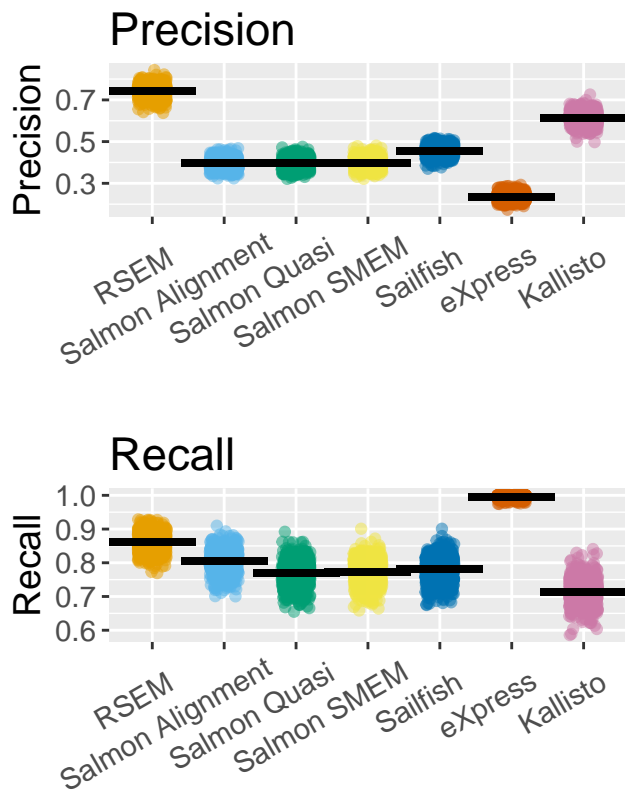 Precision
Precision
0.7
0.5
0.3
RSEM
Salmon Alignment
Salmon Quasi
Salmon SMEM
Sailfish
eXpress
Kallisto
Recall
Recall
1.0
0.9
0.8
0.7
0.6
RSEM
Salmon Alignment
Salmon Quasi
Salmon SMEM
Sailfish
eXpress
Kallisto